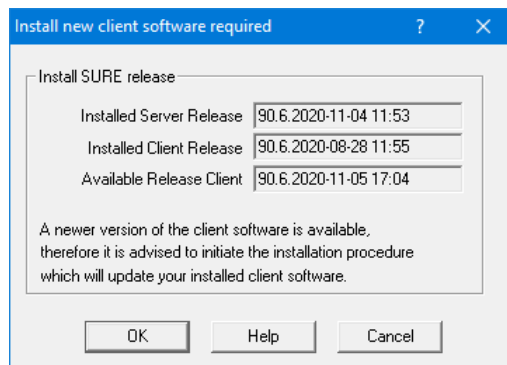 Install new client software required
Install SURE release
Installed Server Release 90.6.2020-11-04 11:53
Installed Client Release 90.6.2020-08-28 11:55
Available Release Client 90.6.2020-11-05 17:04
A newer version of the client software is available,
therefore it is advised to initiate the installation procedure
which will update your installed client software.
OK Help Cancel